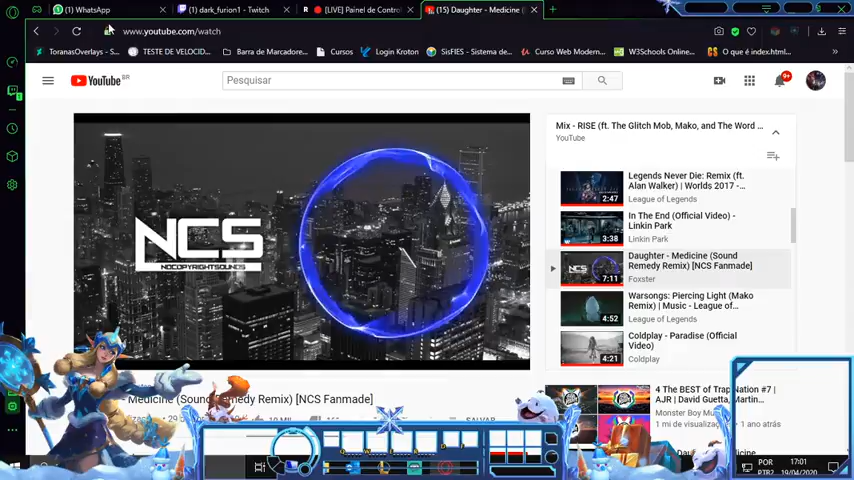 WhatsApp
dark_furion1 - Twitch
[LIVE] Painel de Contro
(15) Daughter - Medicine (
www.youtube.com/watch
ToranasOverlays - S...
TESTE DE VELOCID...
Barra de Marcadore...
Cursos
Login Kroton
SisFIES - Sistema de...
Curso Web Modern...
W3Schools Online...
O que é index.html...
YouTube BR
Pesquisar
9+
NCS
NOCOPYRIGHTSOUNDS
Mix - RISE (ft. The Glitch Mob, Mako, and The Word ...
YouTube
Legends Never Die: Remix (ft.
Alan Walker) | Worlds 2017 -...
League of Legends
2:47
In The End (Official Video) -
Linkin Park
Linkin Park
3:38
Daughter - Medicine (Sound
Remedy Remix) [NCS Fanmade]
Foxster
7:11
Warsongs: Piercing Light (Mako
Remix) | Music - League of...
League of Legends
4:52
Coldplay - Paradise (Official
Video)
Coldplay
4:21
Medicine (Sound Remedy Remix) [NCS Fanmade]
SALVAR
4 The BEST of Trap Nation #7 |
AJR | David Guetta, Martin...
Monster Boy Mu
1 mi de visualiza
1 ano atrás
POR
PTB2
17:01
19/04/2020